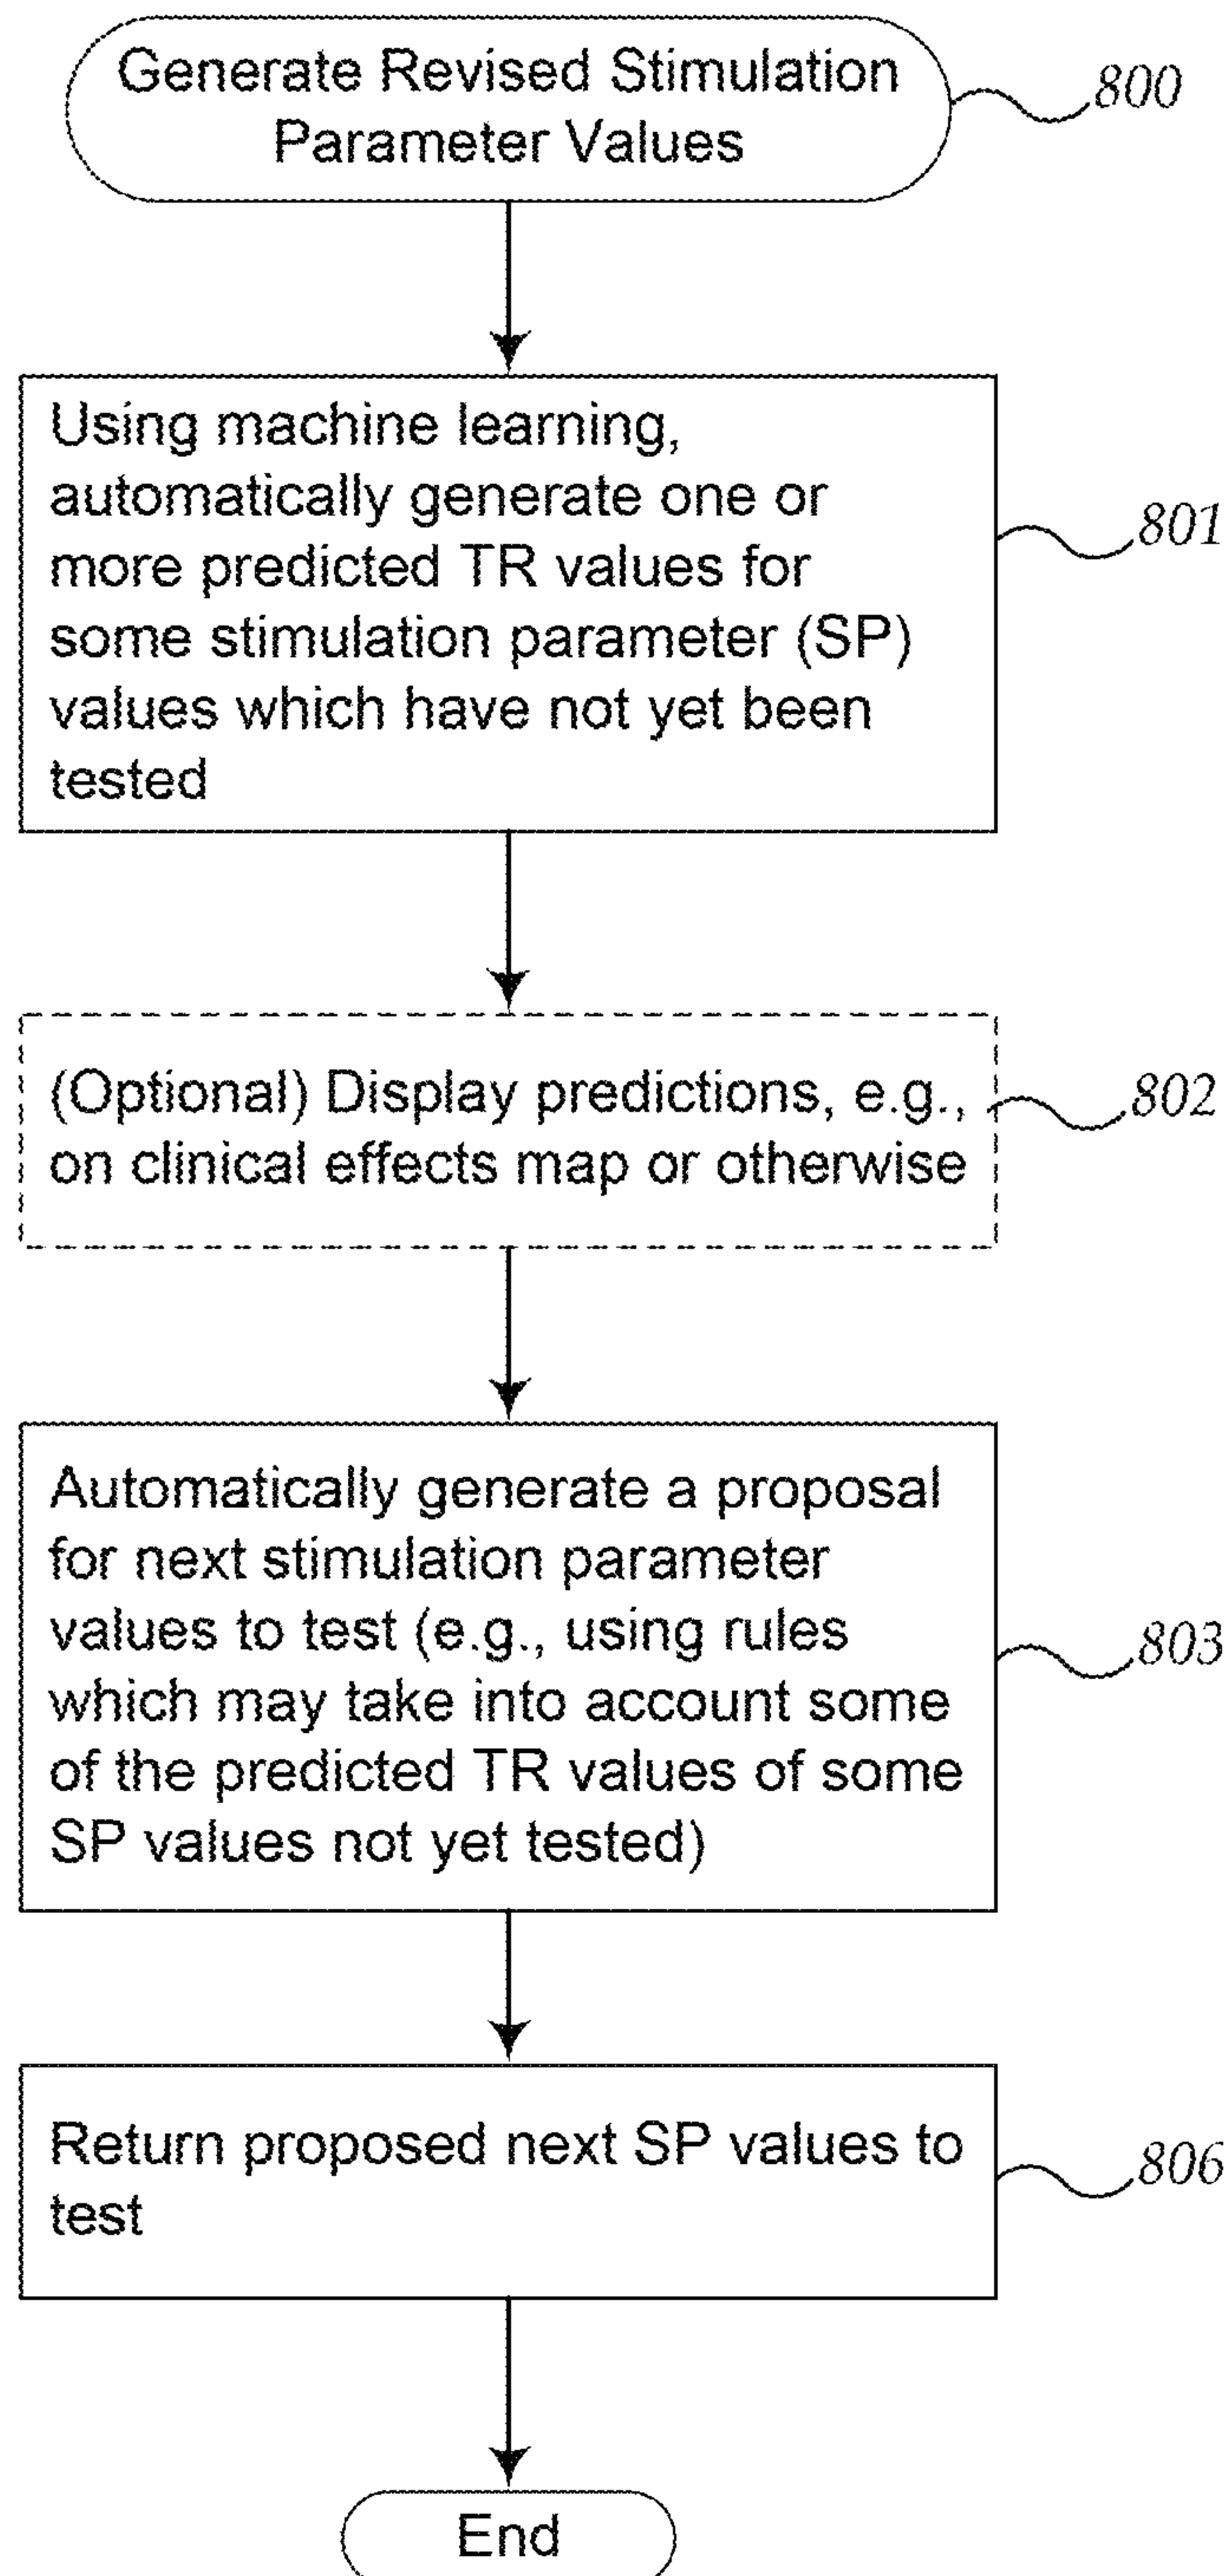 Generate Revised Stimulation
Parameter Values
800
Using machine learning,
automatically generate one or
more predicted TR values for
some stimulation parameter (SP)
values which have not yet been
tested
801
(Optional) Display predictions, e.g.,
on clinical effects map or otherwise
802
Automatically generate a proposal
for next stimulation parameter
values to test (e.g., using rules
which may take into account some
of the predicted TR values of some
SP values not yet tested)
803
Return proposed next SP values to
test
806
End